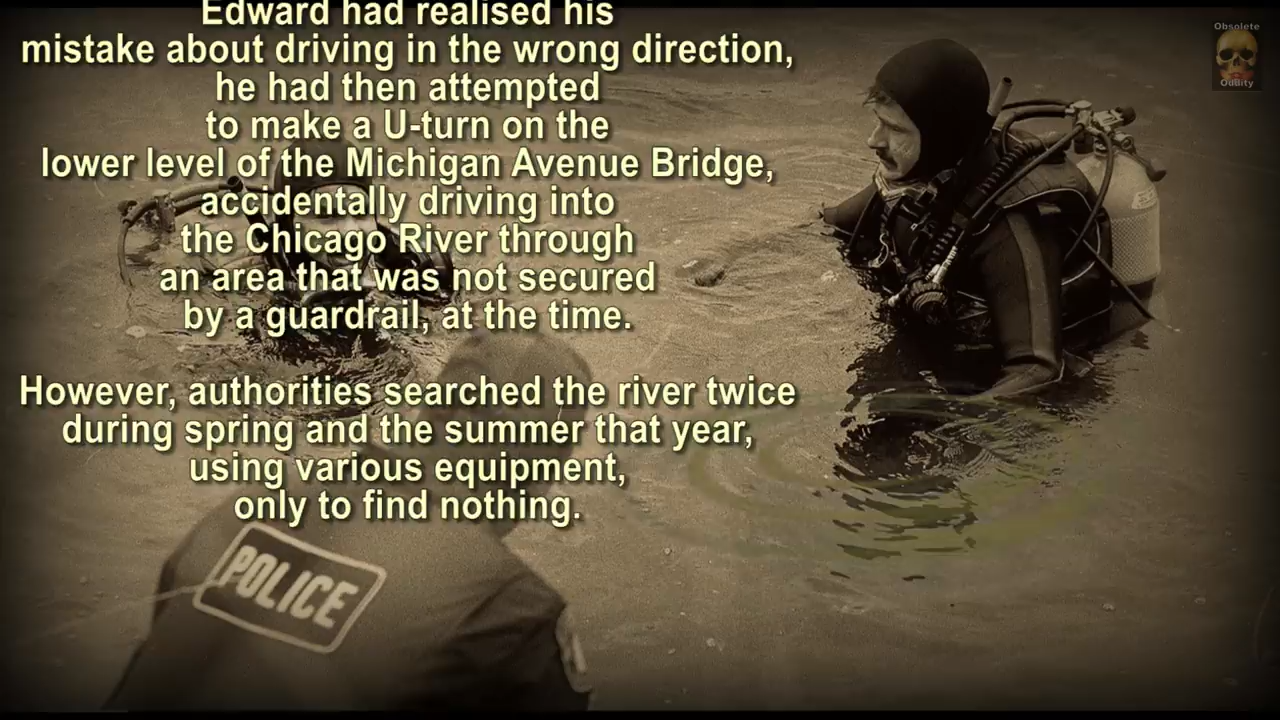 Edward had realised his
mistake about driving in the wrong direction,
he had then attempted
to make a U-turn on the
lower level of the Michigan Avenue Bridge,
accidentally driving into
the Chicago River through
an area that was not secured
by a guardrail, at the time.
However, authorities searched the river twice
during spring and the summer that year,
using various equipment,
only to find nothing.
POLICE
Obsolete
OdBity